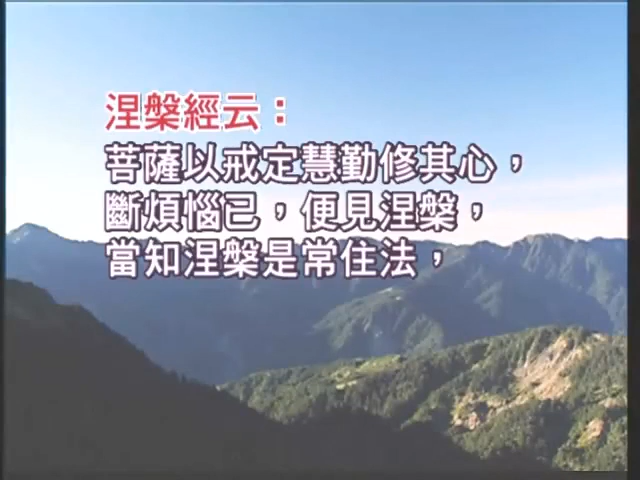 涅槃經云：
菩薩以戒定慧勤修其心，
斷煩惱已，便見涅槃，
當知涅槃是常住法，